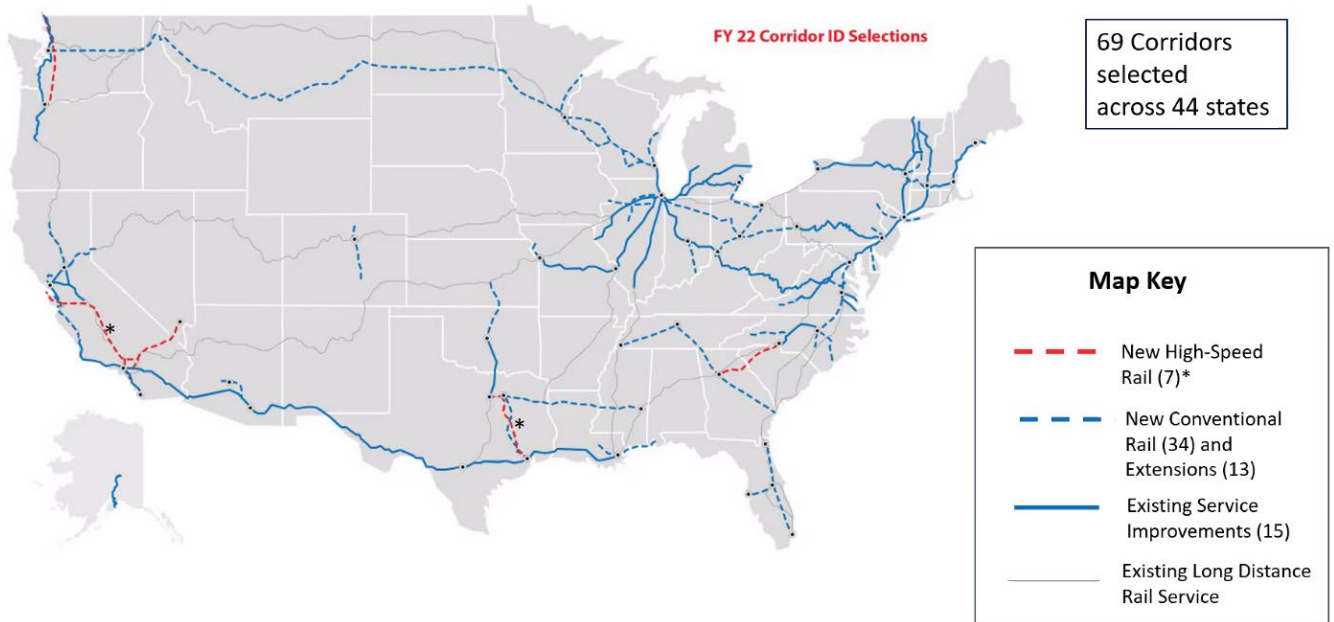 FY 22 Corridor ID Selections
69 Corridors
selected
across 44 states
*
*
Map Key
New High-Speed
Rail (7)*
New Conventional
Rail (34) and
Extensions (13)
Existing Service
Improvements (15)
Existing Long Distance
Rail Service